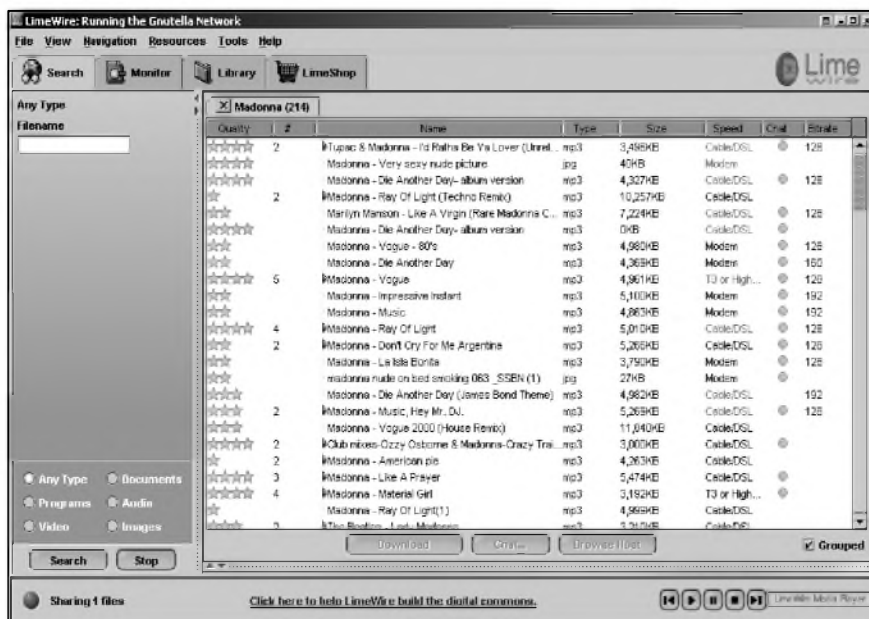 LimeWire: Running the Gnutella Network
File View Navigation Resources Tools Help
Search Monitor Library LimeShop
Lime
WIRE
Any Type
Filename
Madonna (214)
Quality # Name Type Size Speed Chat Bitrate
2 Tupac & Madonna - I'd Ratha Be Ya Lover (Unrel... mp3 3,496KB Cable/DSL 128
Madonna - Very sexy nude picture jpg 40KB Modem
Madonna - Die Another Day- album version mp3 4,327KB Cable/DSL 128
2 Madonna - Ray Of Light (Techno Remix) mp3 10,257KB Cable/DSL
Marilyn Manson - Like A Virgin (Rare Madonna C... mp3 7,224KB Cable/DSL 128
Madonna - Die Another Day- album version mp3 0KB Cable/DSL
Madonna - Vogue - 80's mp3 4,980KB Modem 128
Madonna - Die Another Day mp3 4,369KB Modem 160
5 Madonna - Vogue mp3 4,961KB T3 or High... 128
Madonna - Impressive Instant mp3 5,100KB Modem 192
Madonna - Music mp3 4,863KB Modem 192
4 Madonna - Ray Of Light mp3 5,010KB Cable/DSL 128
2 Madonna - Don't Cry For Me Argentina mp3 5,266KB Cable/DSL 128
Madonna - La Isla Bonita mp3 3,790KB Modem 128
madonna nude on bed smoking 063 _SSBN (1) jpg 27KB Modem
Madonna - Die Another Day (James Bond Theme) mp3 4,982KB Cable/DSL 192
2 Madonna - Music, Hey Mr. DJ. mp3 5,269KB Cable/DSL 128
Madonna - Vogue 2000 (House Remix) mp3 11,840KB Cable/DSL
2 Club mixes-Ozzy Osborne & Madonna-Crazy Trai... mp3 3,000KB Cable/DSL
2 Madonna - American pie mp3 4,263KB Cable/DSL
3 Madonna - Like A Prayer mp3 5,474KB Cable/DSL
4 Madonna - Material Girl mp3 3,192KB T3 or High...
Madonna - Ray Of Light(1) mp3 4,999KB Cable/DSL
The Beatles - Lady Madonna mp3 Cable/DSL
Any Type Documents
Programs Audio
Video Images
Search Stop
Download Chat... Browse Host Grouped
Sharing 1 files
Click here to help LimeWire build the digital commons.
LimeWire Media Player